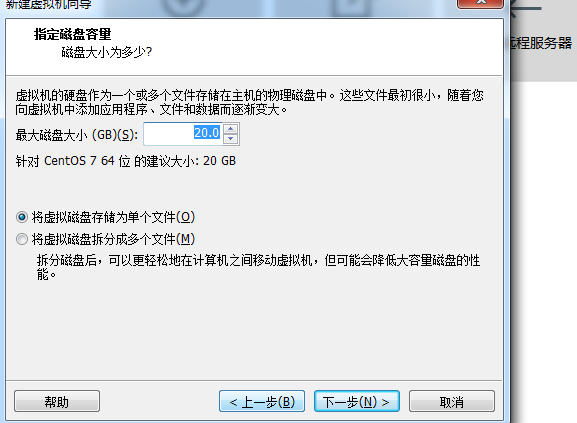 新建虚拟机向导
指定磁盘容量
磁盘大小为多少?
远程服务器
虚拟机的硬盘作为一个或多个文件存储在主机的物理磁盘中。这些文件最初很小，随着您
向虚拟机中添加应用程序、文件和数据而逐渐变大。
最大磁盘大小 (GB)(S): 20.0
针对 CentOS 7 64 位 的建议大小: 20 GB
将虚拟磁盘存储为单个文件(O)
将虚拟磁盘拆分成多个文件(M)
拆分磁盘后，可以更轻松地在计算机之间移动虚拟机，但可能会降低大容量磁盘的性
能。
帮助 < 上一步(B) 下一步(N) > 取消